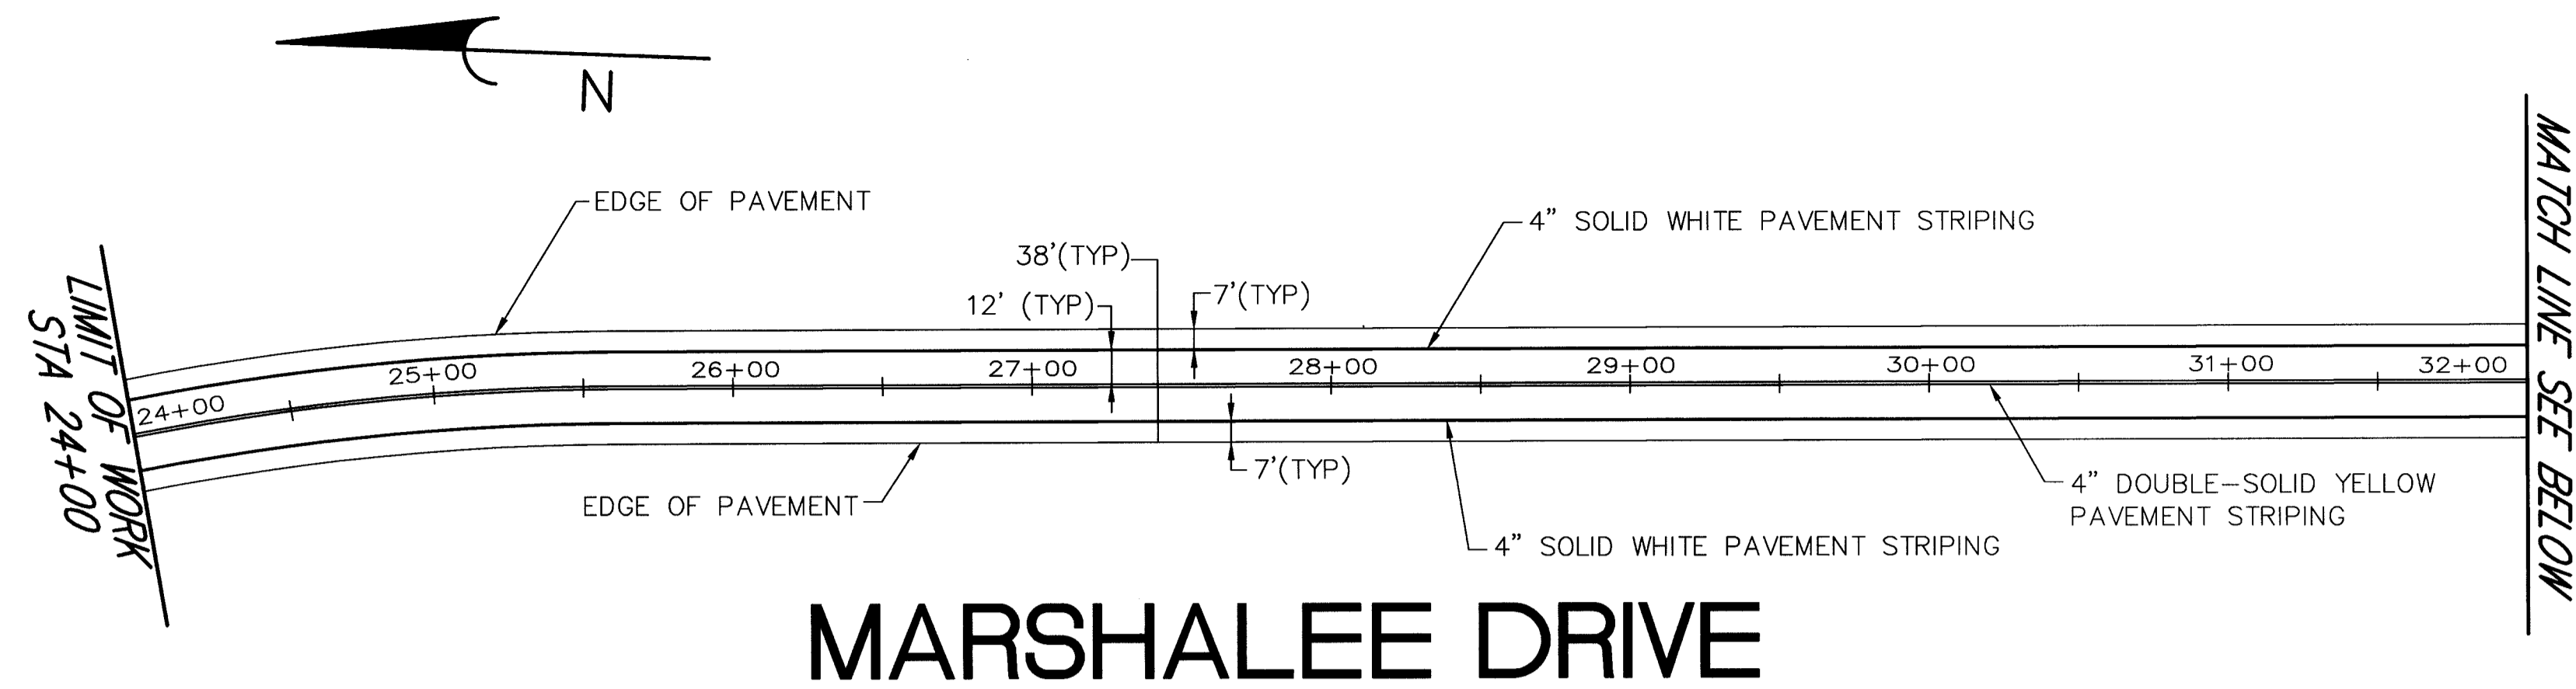 N
EDGE OF PAVEMENT
4" SOLID WHITE PAVEMENT STRIPING
38'(TYP)
12' (TYP)
7'(TYP)
LIMIT OF WORK
STA 24+00
24+00
25+00
26+00
27+00
28+00
29+00
30+00
31+00
32+00
MATCH LINE SEE BELOW
7'(TYP)
EDGE OF PAVEMENT
4" DOUBLE-SOLID YELLOW
PAVEMENT STRIPING
4" SOLID WHITE PAVEMENT STRIPING
MARSHALEE DRIVE